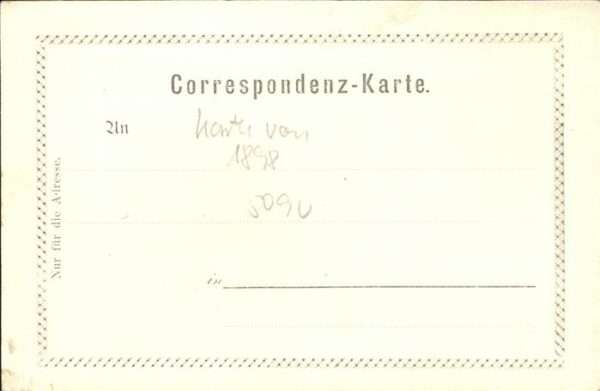 Correspondenz-Karte.
An
Karte von
1898
in
Nur für die Adresse.